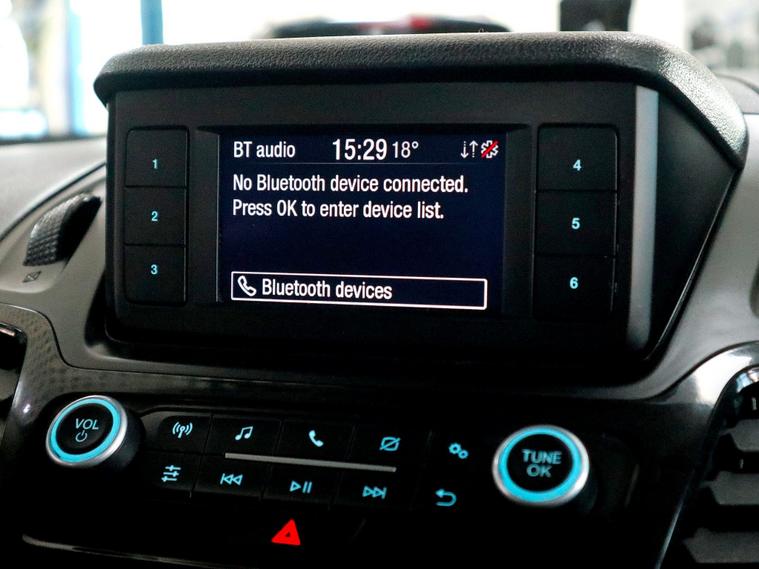 BT audio 15:29 18°
No Bluetooth device connected.
Press OK to enter device list.
Bluetooth devices
1
2
3
4
5
6
VOL
TUNE
OK